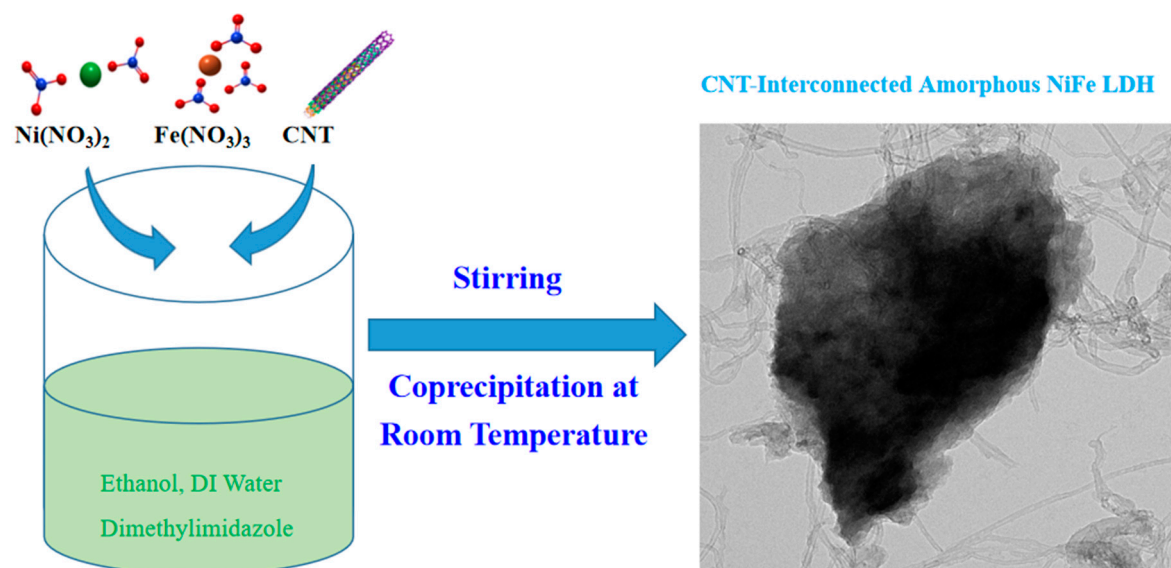 Ni(NO₃)₂
Fe(NO₃)₃
CNT
Ethanol, DI Water
Dimethylimidazole
Stirring
Coprecipitation at
Room Temperature
CNT-Interconnected Amorphous NiFe LDH